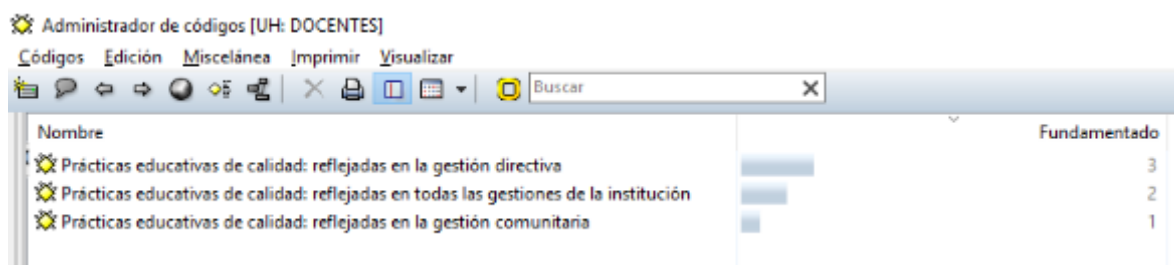 Administrador de códigos [UH: DOCENTES]
Códigos Edición Miscelánea Imprimir Visualizar
Buscar
Nombre Fundamentado
Prácticas educativas de calidad: reflejadas en la gestión directiva 3
Prácticas educativas de calidad: reflejadas en todas las gestiones de la institución 2
Prácticas educativas de calidad: reflejadas en la gestión comunitaria 1